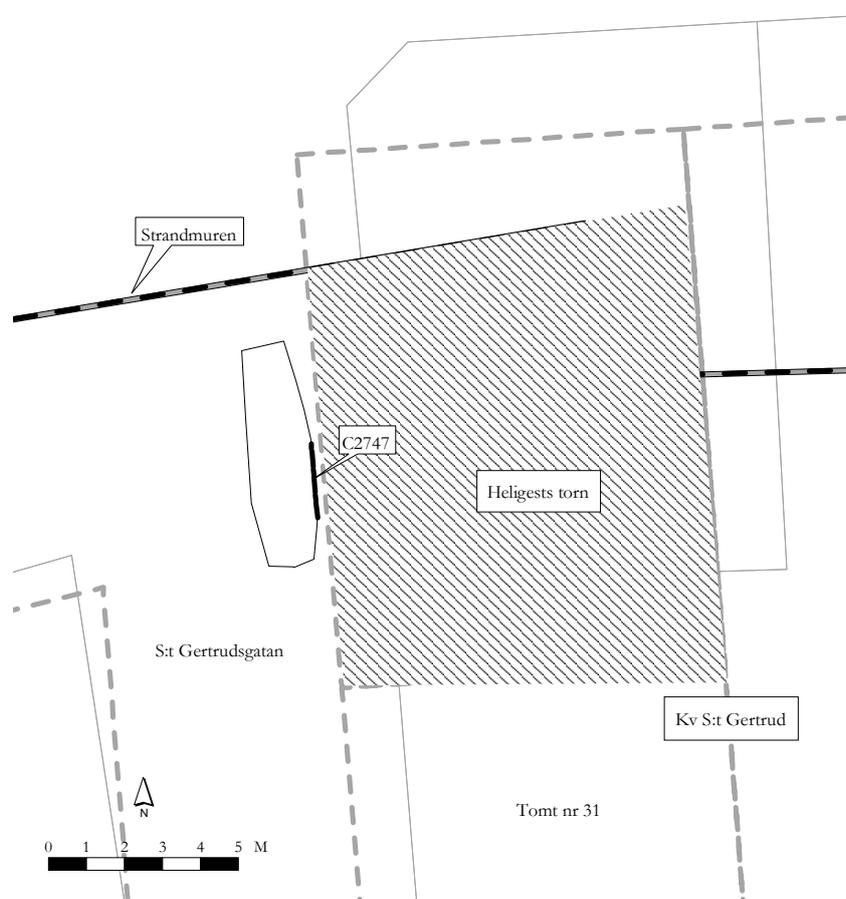 Strandmuren
C2747
Heligests torn
S:t Gertrudsgatan
Kv S:t Gertrud
Tomt nr 31
N
0 1 2 3 4 5 M